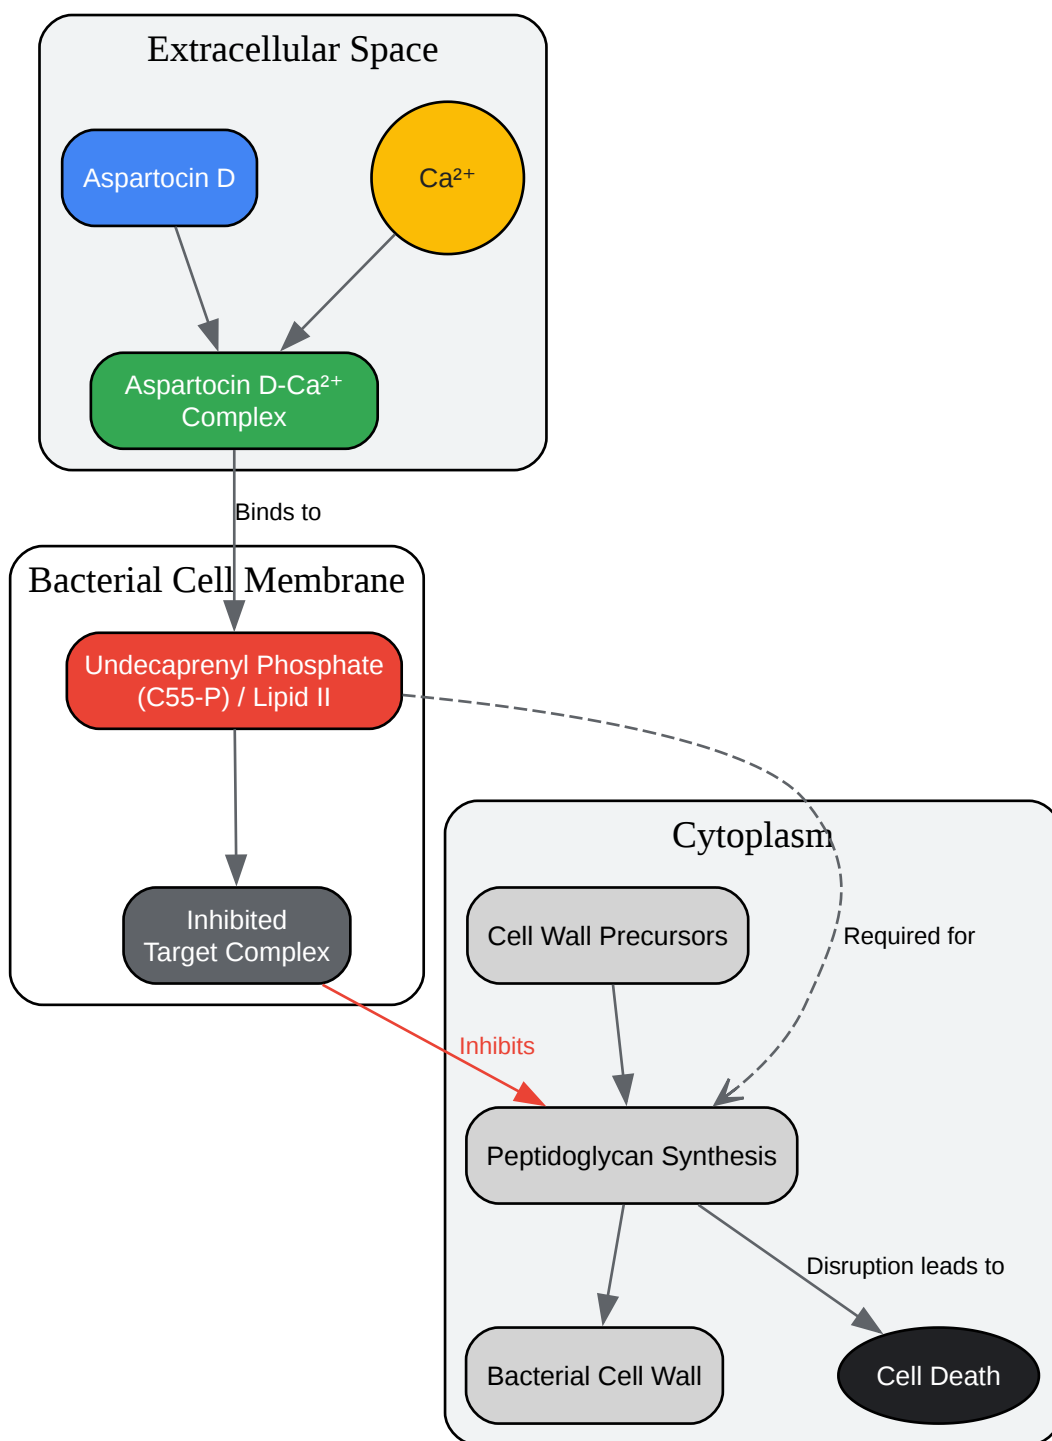 Extracellular Space
Aspartocin D
Ca²⁺
Aspartocin D-Ca²⁺
Complex
Binds to
Bacterial Cell Membrane
Undecaprenyl Phosphate
(C55-P) / Lipid II
Cytoplasm
Inhibited
Target Complex
Cell Wall Precursors
Required for
Inhibits
Peptidoglycan Synthesis
Disruption leads to
Bacterial Cell Wall
Cell Death